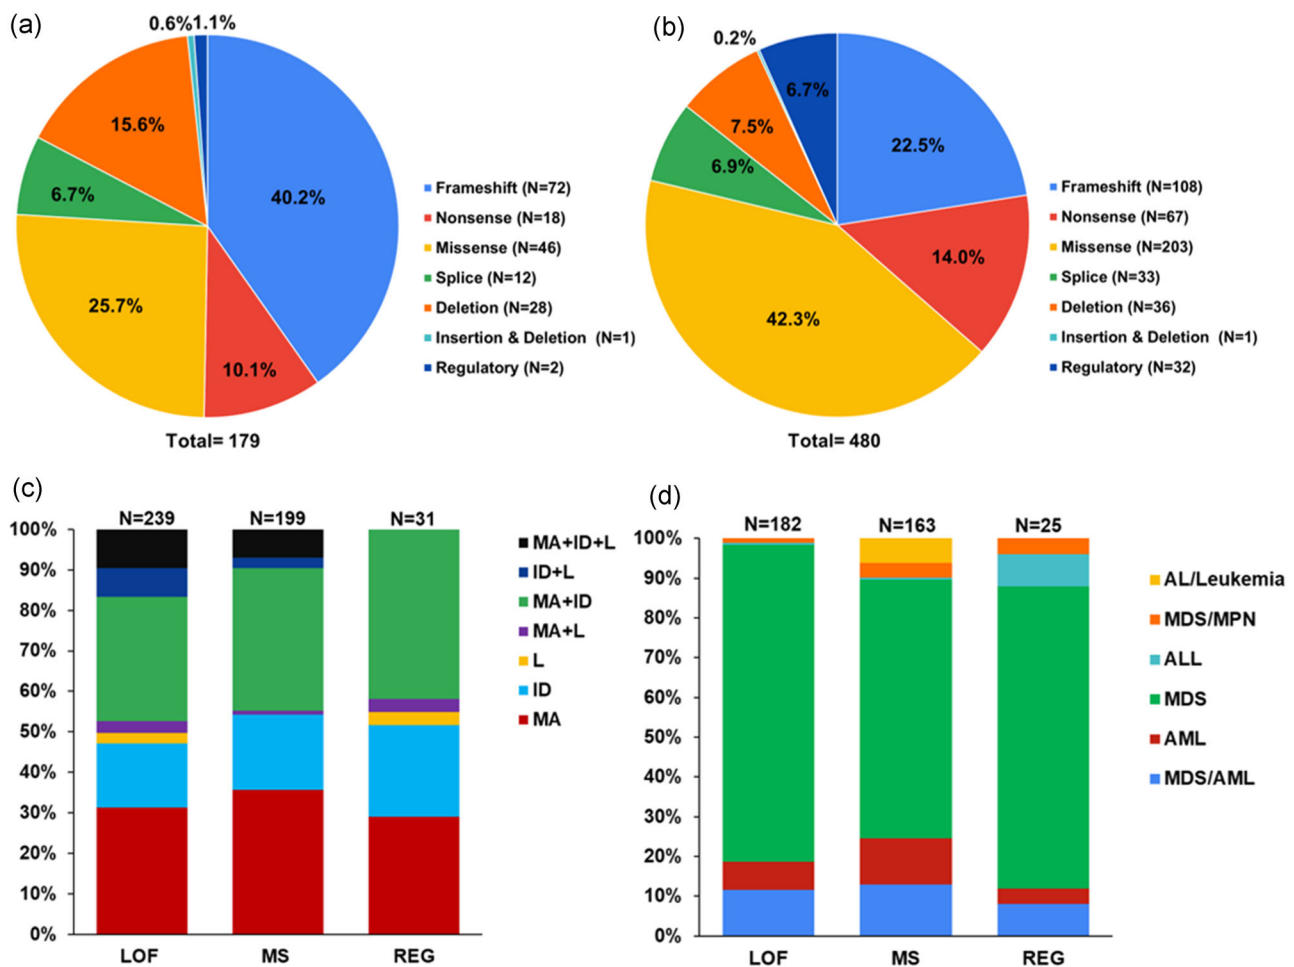 (a)
0.6% 1.1%
15.6%
40.2%
6.7%
25.7%
10.1%
Frameshift (N=72)
Nonsense (N=18)
Missense (N=46)
Splice (N=12)
Deletion (N=28)
Insertion & Deletion (N=1)
Regulatory (N=2)
Total= 179
(b)
0.2%
6.7%
7.5%
22.5%
6.9%
14.0%
42.3%
Frameshift (N=108)
Nonsense (N=67)
Missense (N=203)
Splice (N=33)
Deletion (N=36)
Insertion & Deletion (N=1)
Regulatory (N=32)
Total= 480
(c)
N=239 N=199 N=31
100%
90%
80%
70%
60%
50%
40%
30%
20%
10%
0%
LOF MS REG
MA+ID+L
ID+L
MA+ID
MA+L
L
ID
MA
(d)
N=182 N=163 N=25
100%
90%
80%
70%
60%
50%
40%
30%
20%
10%
0%
LOF MS REG
AL/Leukemia
MDS/MPN
ALL
MDS
AML
MDS/AML